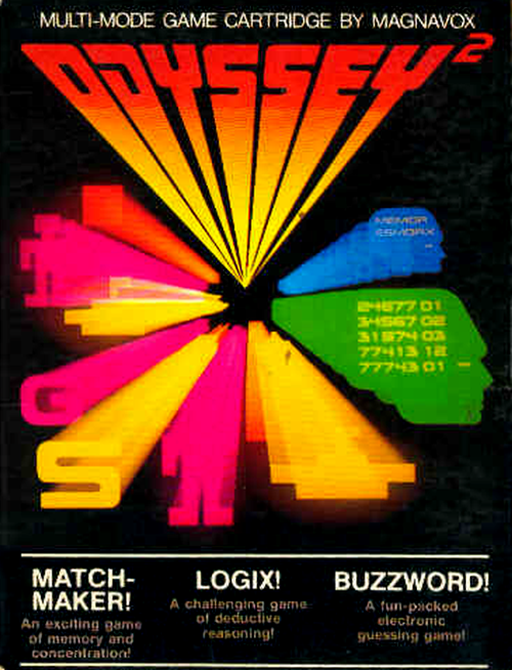 MULTI-MODE GAME CARTRIDGE BY MAGNAVOX
ODYSSEY²
MEMOR
ESMORX
24677 01
34567 02
31574 03
77413 12
77743 01
G
S
MATCH-
MAKER!
An exciting game
of memory and
concentration!
LOGIX!
A challenging game
of deductive
reasoning!
BUZZWORD!
A fun-packed
electronic
guessing game!